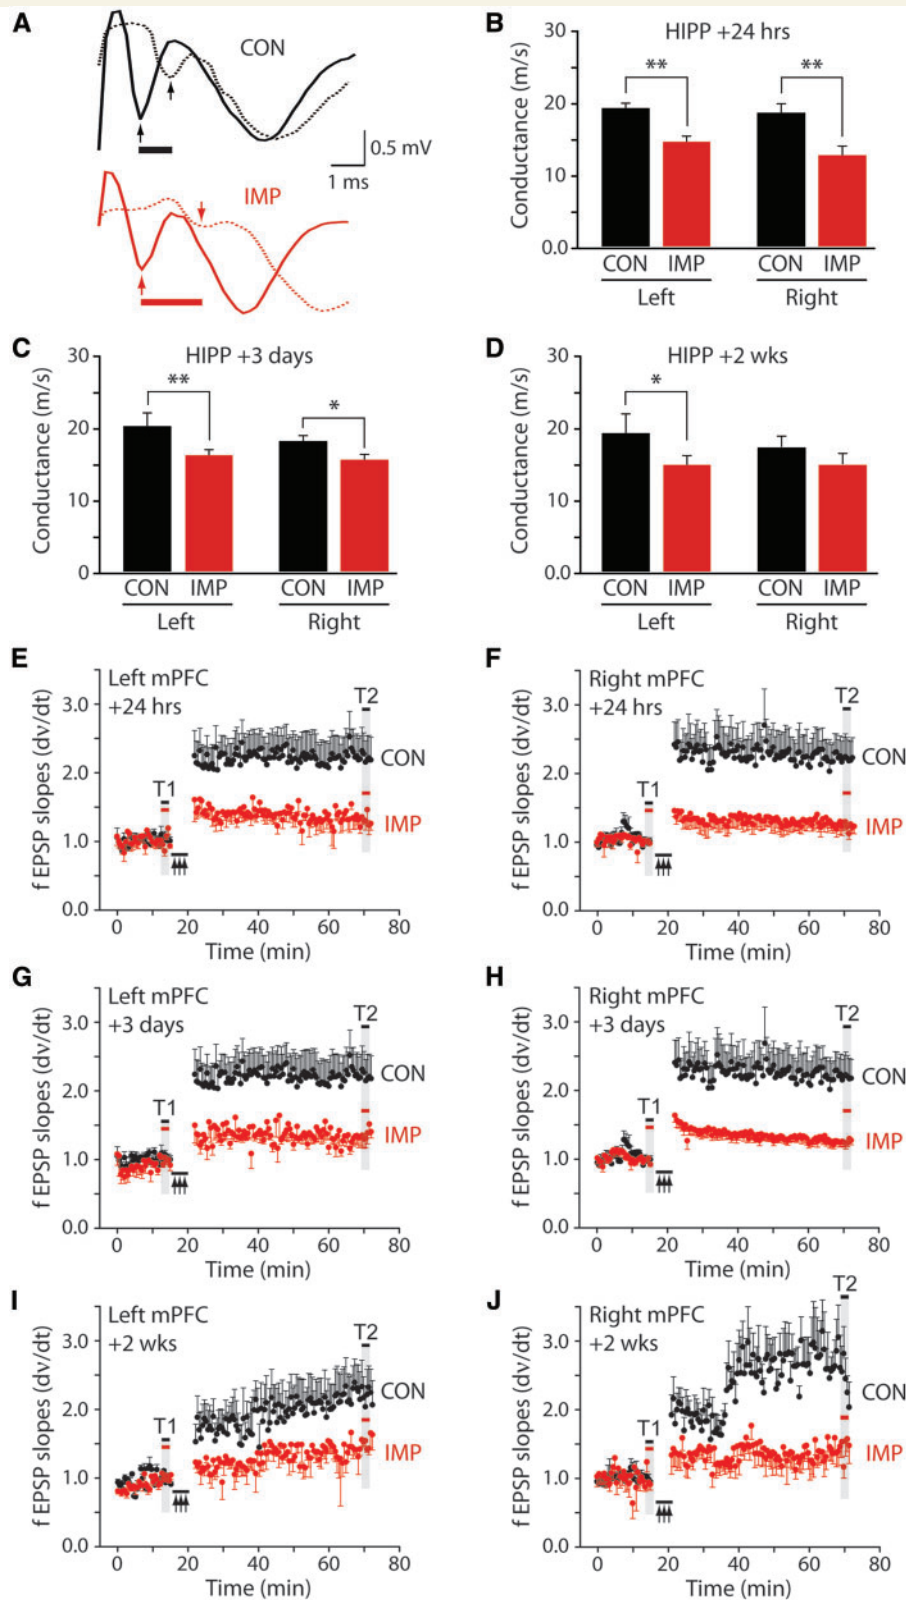 A
CON
0.5 mV
1 ms
IMP
B
HIPP +24 hrs
Conductance (m/s)
30
20
10
0.0
** **
CON IMP CON IMP
Left Right
C
HIPP +3 days
Conductance (m/s)
30
20
10
0
** *
CON IMP CON IMP
Left Right
D
HIPP +2 wks
Conductance (m/s)
30
20
10
0.0
*
CON IMP CON IMP
Left Right
E
Left mPFC
+24 hrs
f EPSP slopes (dv/dt)
3.0
2.0
1.0
0.0
T1
T2
CON
IMP
0 20 40 60 80
Time (min)
F
Right mPFC
+24 hrs
f EPSP slopes (dv/dt)
3.0
2.0
1.0
0.0
T1
T2
CON
IMP
0 20 40 60 80
Time (min)
G
Left mPFC
+3 days
f EPSP slopes (dv/dt)
3.0
2.0
1.0
0.0
T1
T2
CON
IMP
0 20 40 60 80
Time (min)
H
Right mPFC
+3 days
f EPSP slopes (dv/dt)
3.0
2.0
1.0
0.0
T1
T2
CON
IMP
0 20 40 60 80
Time (min)
I
Left mPFC
+2 wks
f EPSP slopes (dv/dt)
3.0
2.0
1.0
0.0
T1
T2
CON
IMP
0 20 40 60 80
Time (min)
J
Right mPFC
+2 wks
f EPSP slopes (dv/dt)
3.0
2.0
1.0
0.0
T1
T2
CON
IMP
0 20 40 60 80
Time (min)